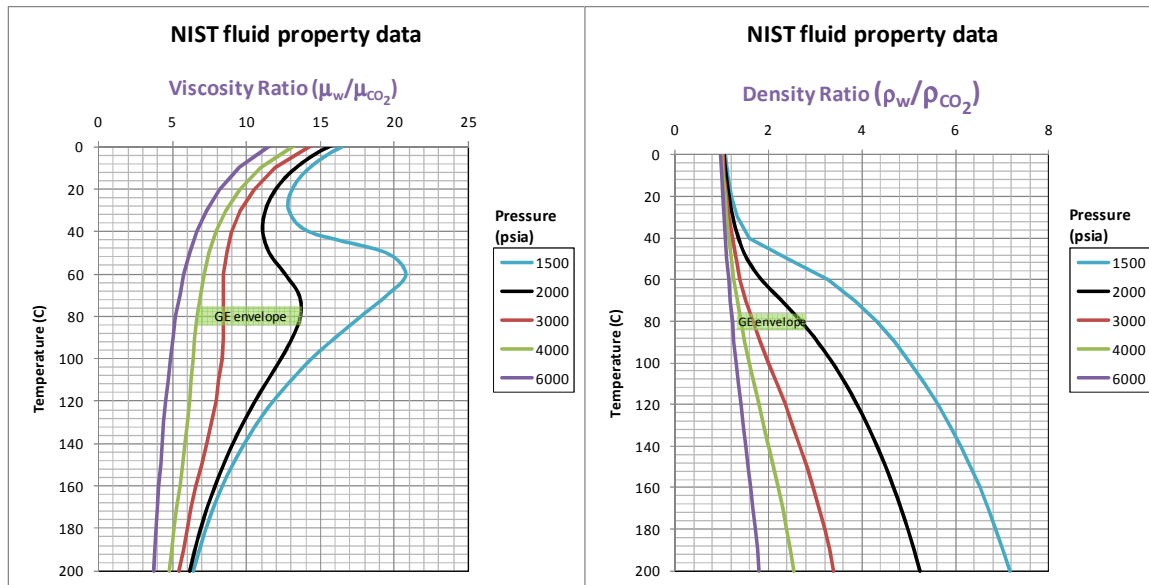 NIST fluid property data
Viscosity Ratio (μw/μCO2)
0 5 10 15 20 25
0
20
40
60
80
100
120
140
160
180
200
Temperature (C)
GE envelope
Pressure
(psia)
1500
2000
3000
4000
6000
NIST fluid property data
Density Ratio (ρw/ρCO2)
0 2 4 6 8
0
20
40
60
80
100
120
140
160
180
200
Temperature (C)
GE envelope
Pressure
(psia)
1500
2000
3000
4000
6000